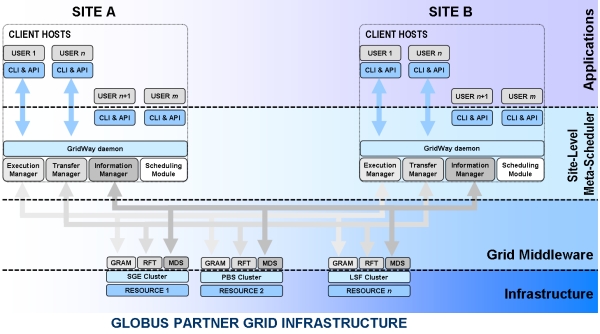 SITE A
SITE B
CLIENT HOSTS
CLIENT HOSTS
USER 1
USER n
USER 1
USER n
CLI & API
CLI & API
CLI & API
CLI & API
USER n+1
USER m
USER n+1
USER m
CLI & API
CLI & API
CLI & API
CLI & API
GridWay daemon
GridWay daemon
Execution
Manager
Transfer
Manager
Information
Manager
Scheduling
Module
Execution
Manager
Transfer
Manager
Information
Manager
Scheduling
Module
Applications
Site-Level
Meta-Scheduler
Grid Middleware
Infrastructure
GRAM
RFT
MDS
GRAM
RFT
MDS
GRAM
RFT
MDS
SGE Cluster
PBS Cluster
LSF Cluster
RESOURCE 1
RESOURCE 2
RESOURCE n
GLOBUS PARTNER GRID INFRASTRUCTURE